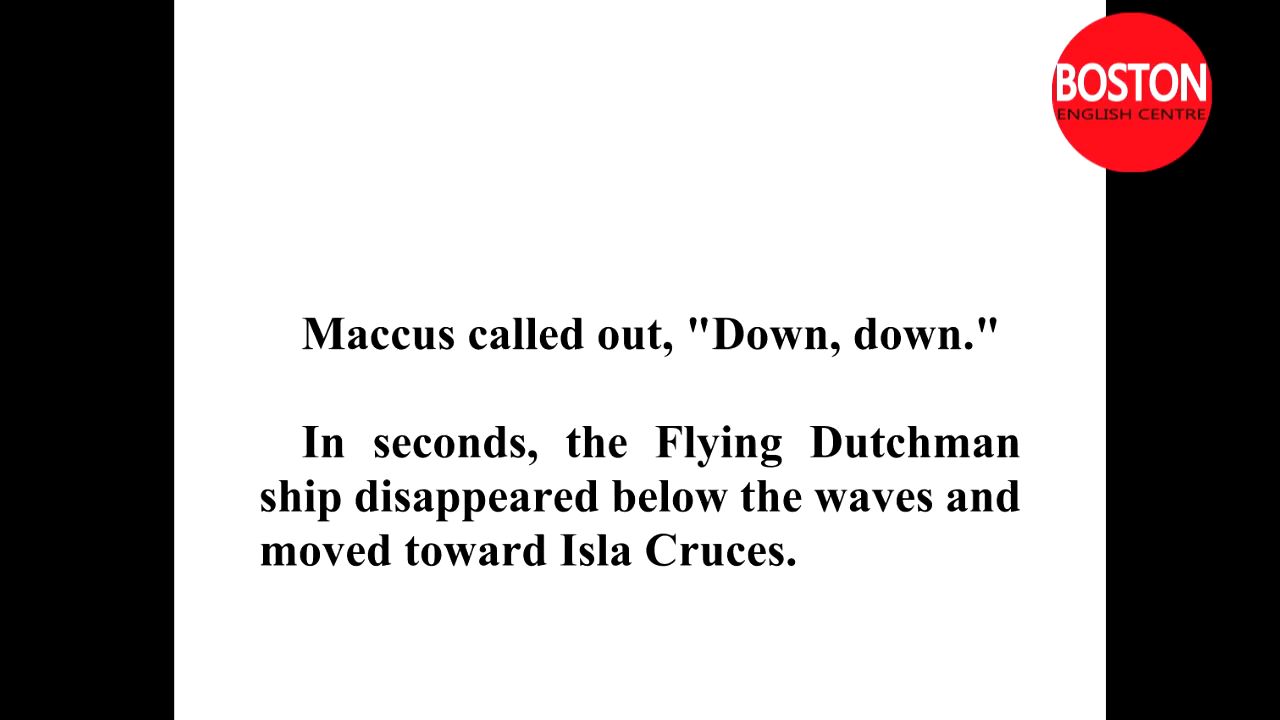 BOSTON
ENGLISH CENTRE
Maccus called out, "Down, down."
In seconds, the Flying Dutchman
ship disappeared below the waves and
moved toward Isla Cruces.